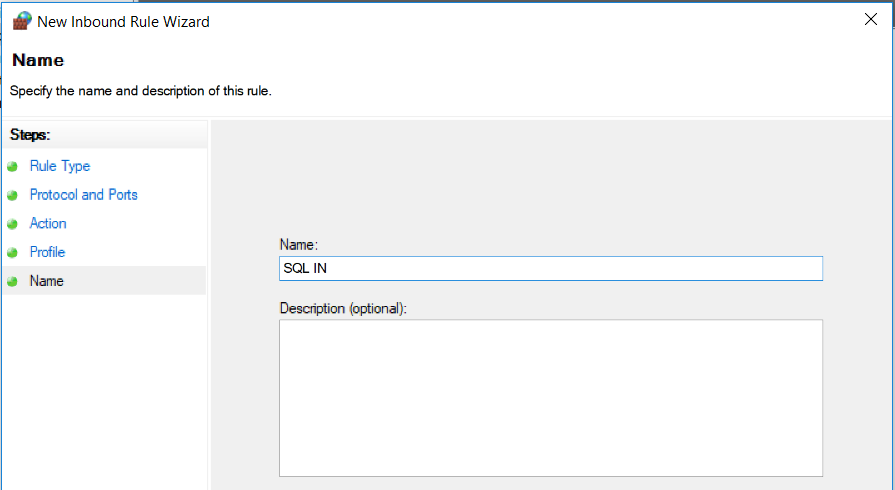 New Inbound Rule Wizard
Name
Specify the name and description of this rule.
Steps:
Rule Type
Protocol and Ports
Action
Profile
Name
Name:
SQL IN
Description (optional):